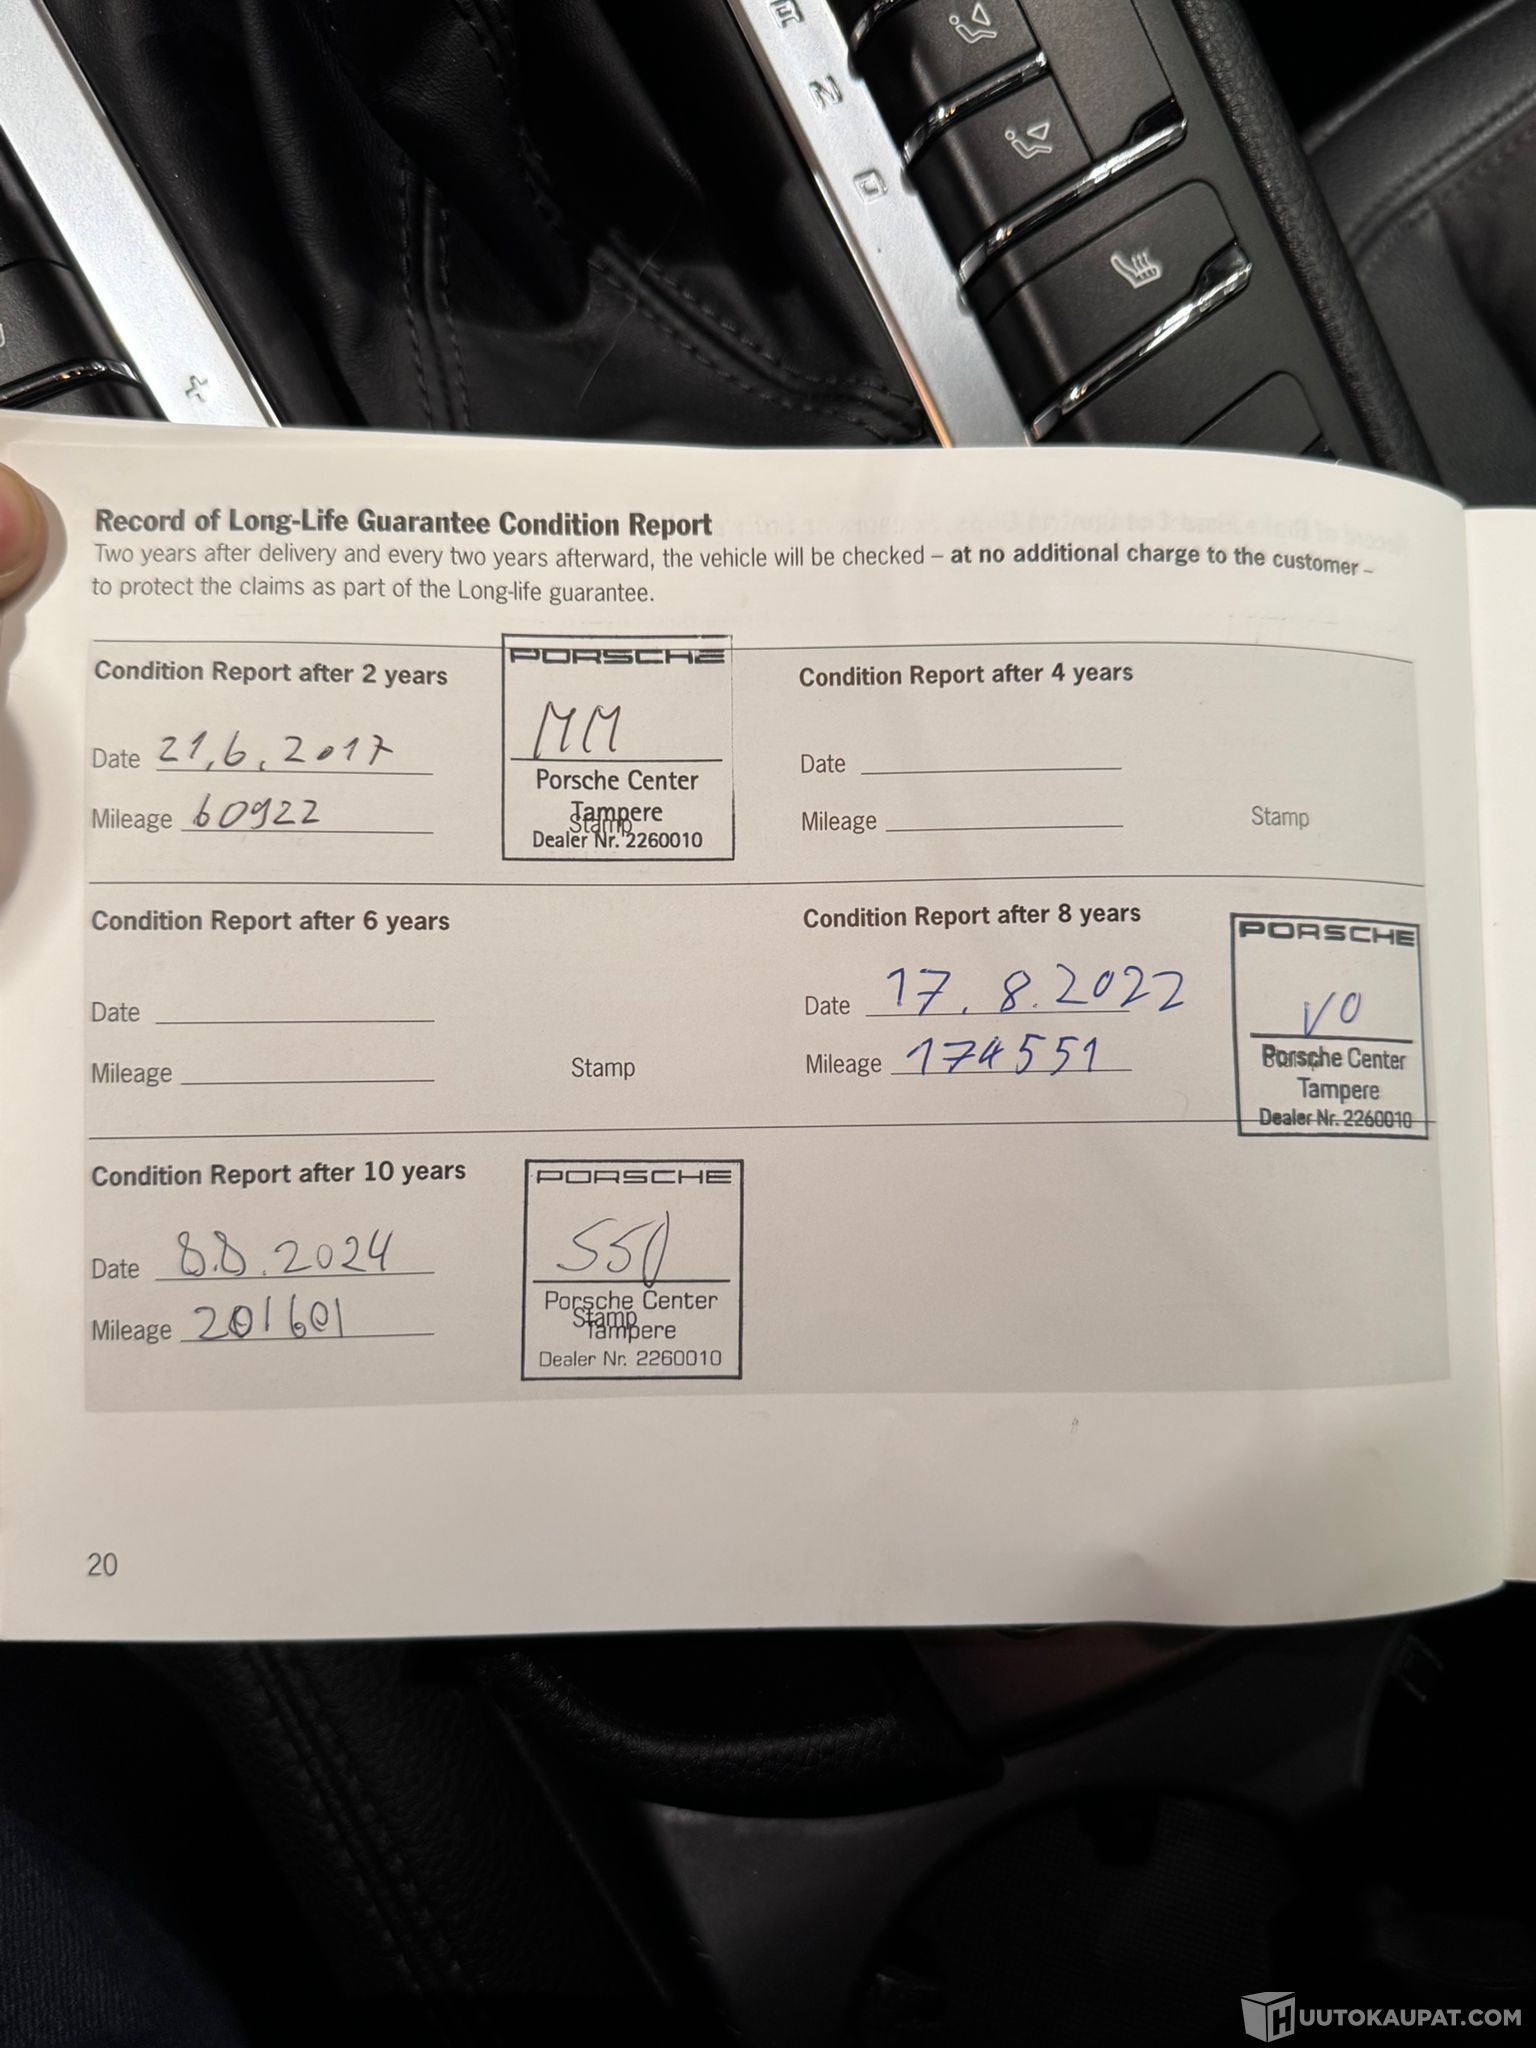 N
D
+
Record of Long-Life Guarantee Condition Report
Two years after delivery and every two years afterward, the vehicle will be checked – at no additional charge to the customer –
to protect the claims as part of the Long-life guarantee.
Condition Report after 2 years
Date 21.6.2017
Mileage 60922
PORSCHE
MM
Porsche Center
Tampere
Stamp
Dealer Nr. 2260010
Condition Report after 4 years
Date
Mileage
Stamp
Condition Report after 6 years
Date
Mileage
Stamp
Condition Report after 8 years
Date 17.8.2022
Mileage 174551
PORSCHE
VO
Porsche Center
Tampere
Dealer Nr. 2260010
Condition Report after 10 years
Date 8.8.2024
Mileage 201601
PORSCHE
Porsche Center
Stamp
Tampere
Dealer Nr. 2260010
20
HUUTOKAUPAT.COM